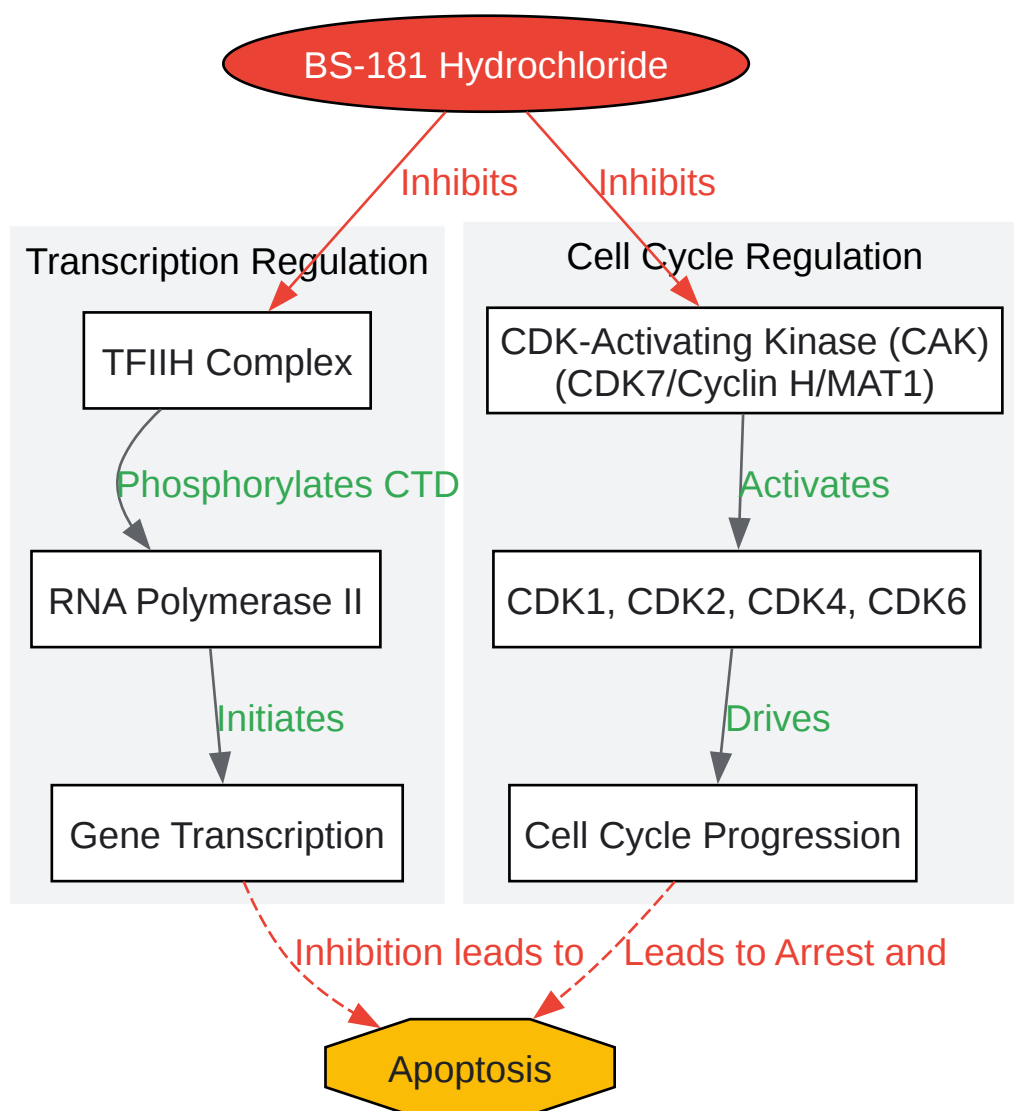 BS-181 Hydrochloride
Inhibits
Inhibits
Transcription Regulation
Cell Cycle Regulation
TFIIH Complex
CDK-Activating Kinase (CAK)
(CDK7/Cyclin H/MAT1)
Phosphorylates CTD
Activates
RNA Polymerase II
CDK1, CDK2, CDK4, CDK6
Initiates
Drives
Gene Transcription
Cell Cycle Progression
Inhibition leads to
Leads to Arrest and
Apoptosis